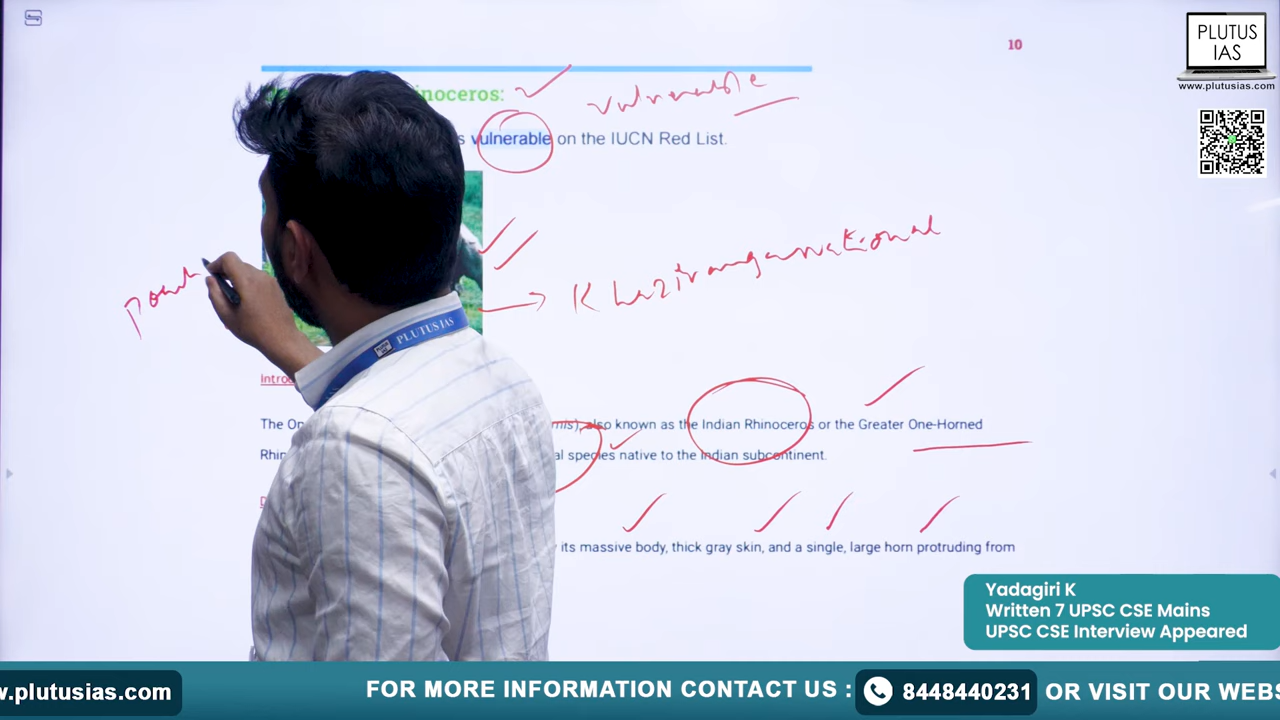 10
PLUTUS
IAS
www.plutusias.com
inoceros:
vulnerable
vulnerable on the IUCN Red List.
Khaziranga national
The On
also known as the Indian Rhinoceros or the Greater One-Horned
Rhin
al species native to the Indian subcontinent.
its massive body, thick gray skin, and a single, large horn protruding from
PLUTUS IAS
Yadagiri K
Written 7 UPSC CSE Mains
UPSC CSE Interview Appeared
w.plutusias.com
FOR MORE INFORMATION CONTACT US : 8448440231 OR VISIT OUR WEBS